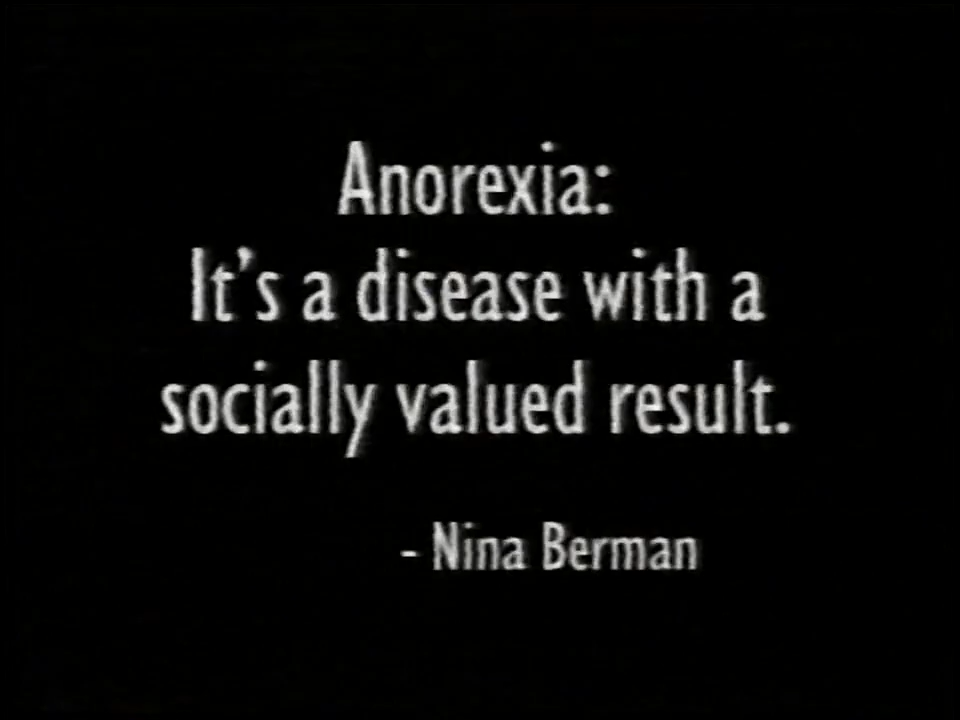 Anorexia:
It's a disease with a
socially valued result.
- Nina Berman